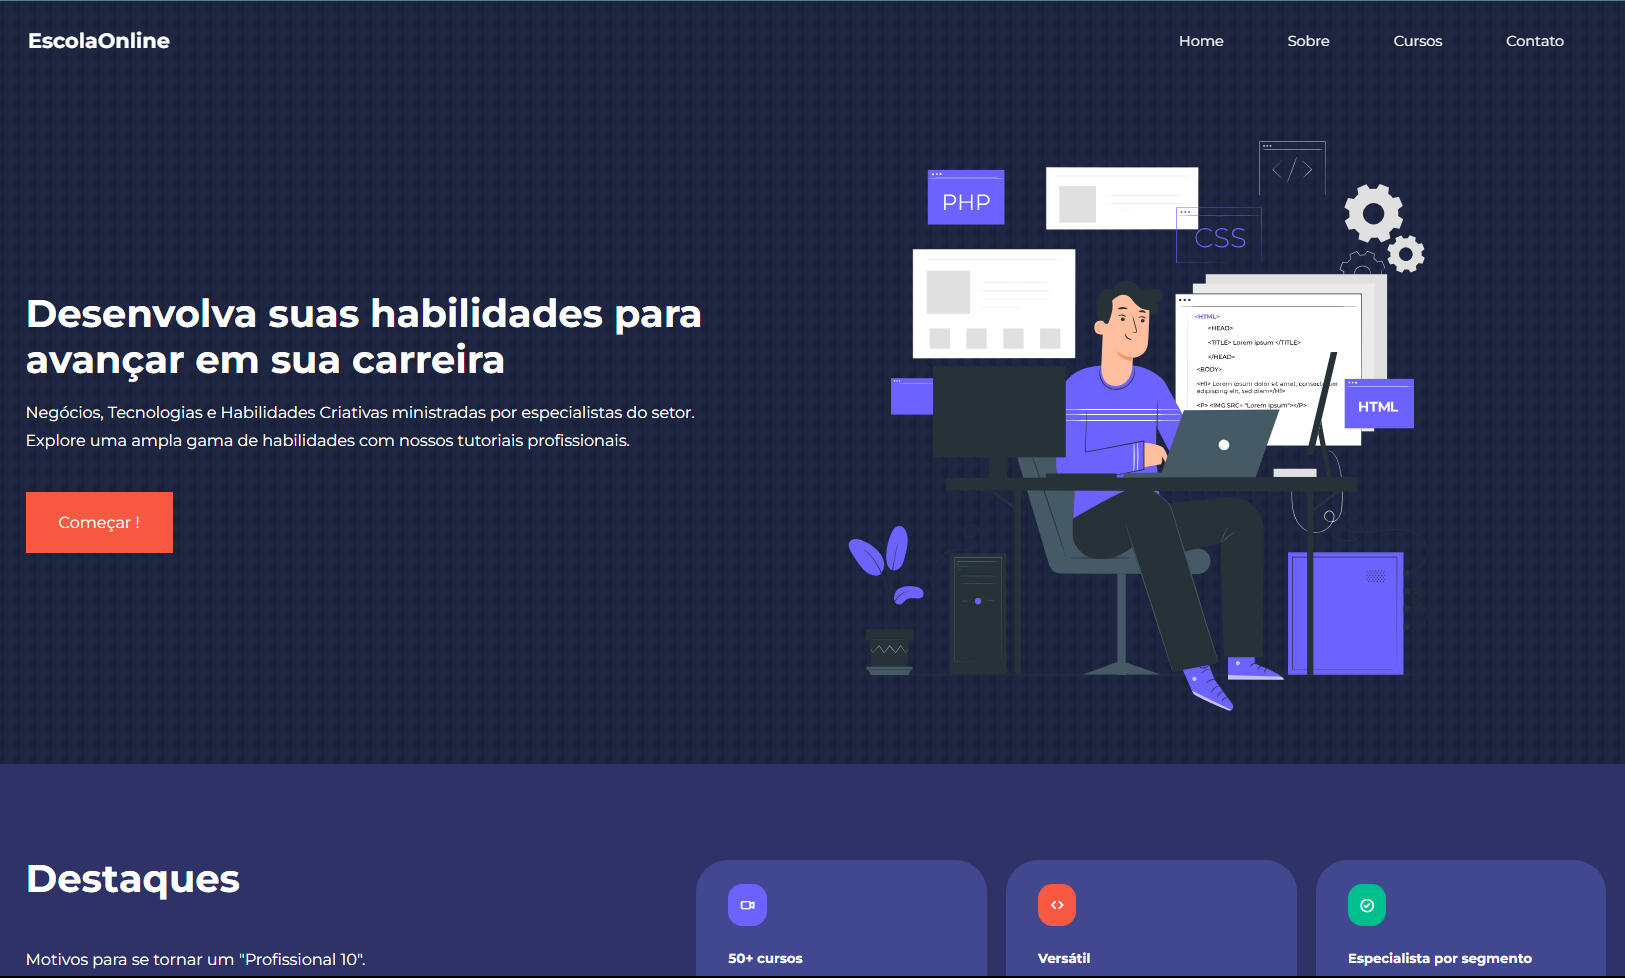 EscolaOnline
Home
Sobre
Cursos
Contato
Desenvolva suas habilidades para
avançar em sua carreira
Negócios, Tecnologias e Habilidades Criativas ministradas por especialistas do setor.
Explore uma ampla gama de habilidades com nossos tutoriais profissionais.
Começar !
PHP
</>
CSS
<HTML>
<HEAD>
<TITLE> Lorem ipsum </TITLE>
</HEAD>
<BODY>
<H1> Lorem ipsum dolor sit amet,
adipiscing elit, sed diam</H1>
<P> <IMG SRC= "Lorem ipsum"></P>
HTML
Destaques
Motivos para se tornar um "Profissional 10".
50+ cursos
Versátil
Especialista por segmento